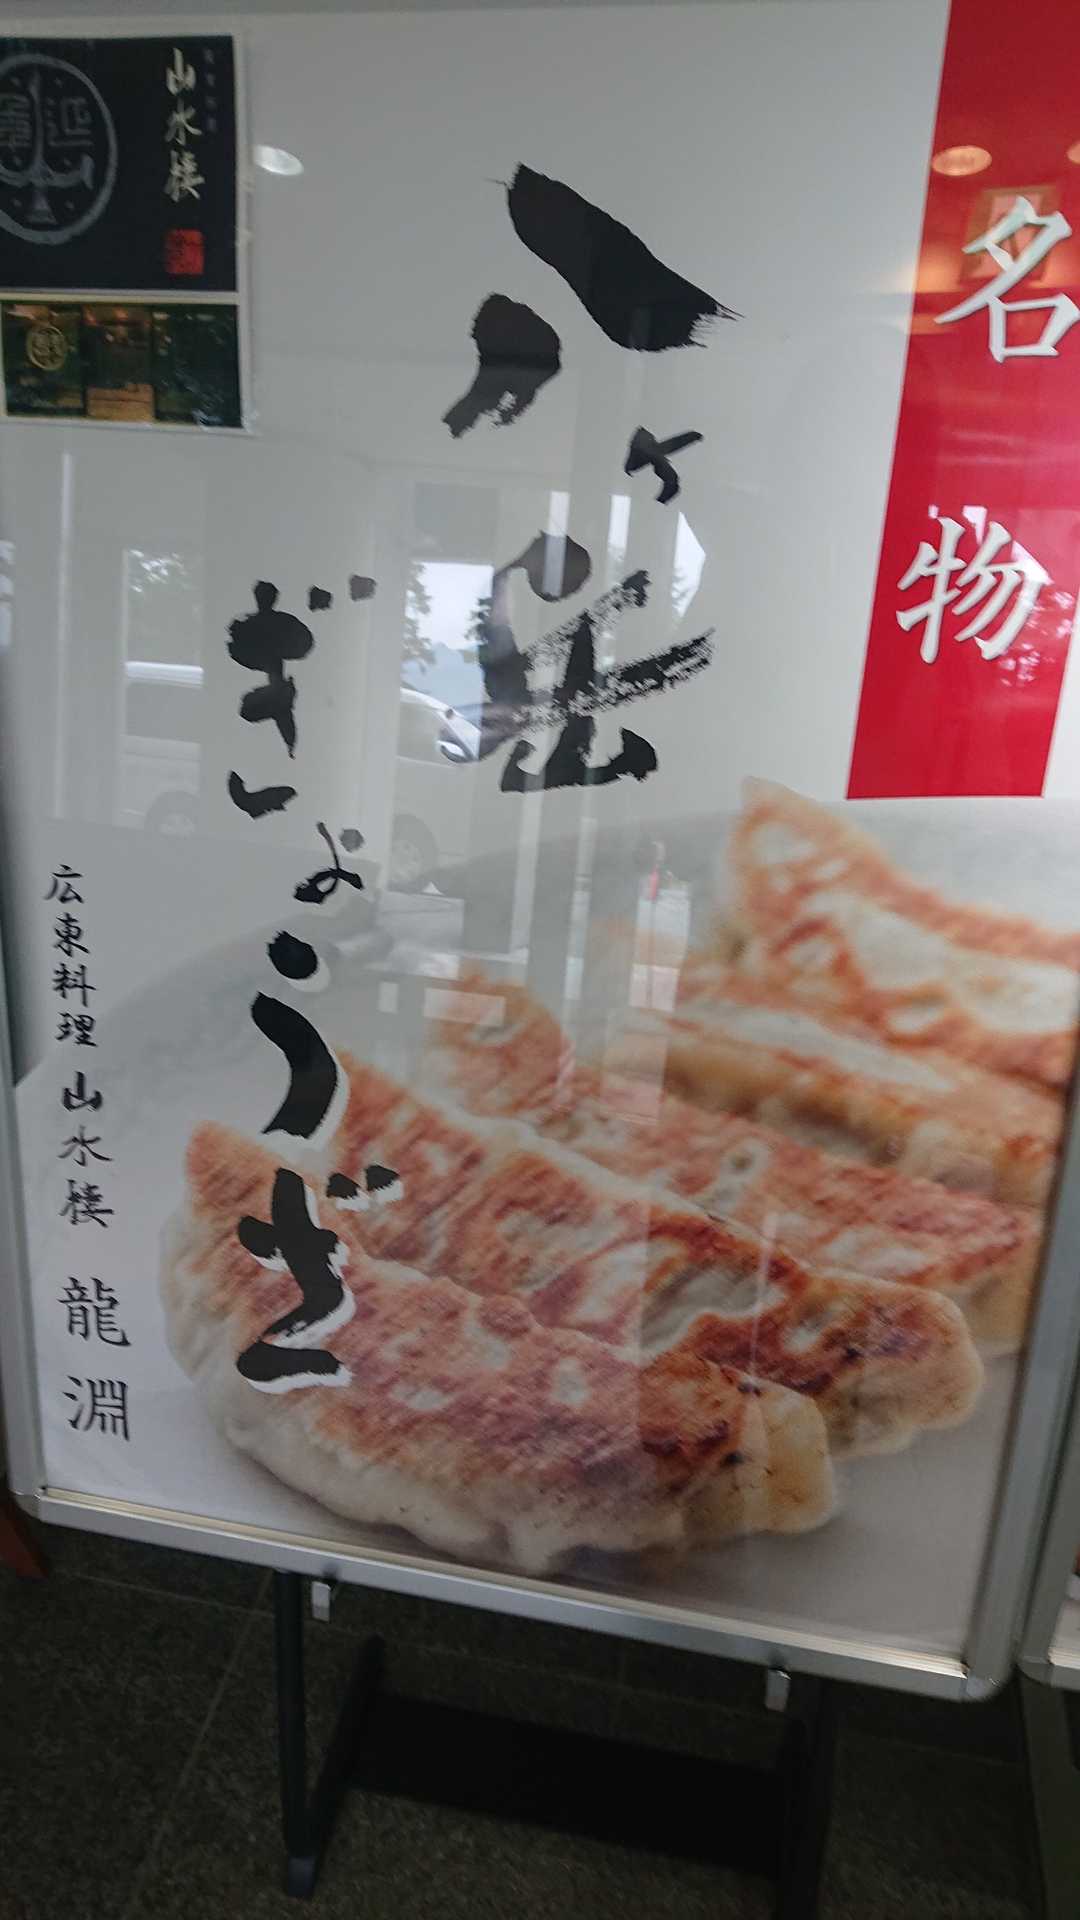 名物
八ヶ岳
ぎょうざ
広東料理 山水楼 龍淵
山水楼